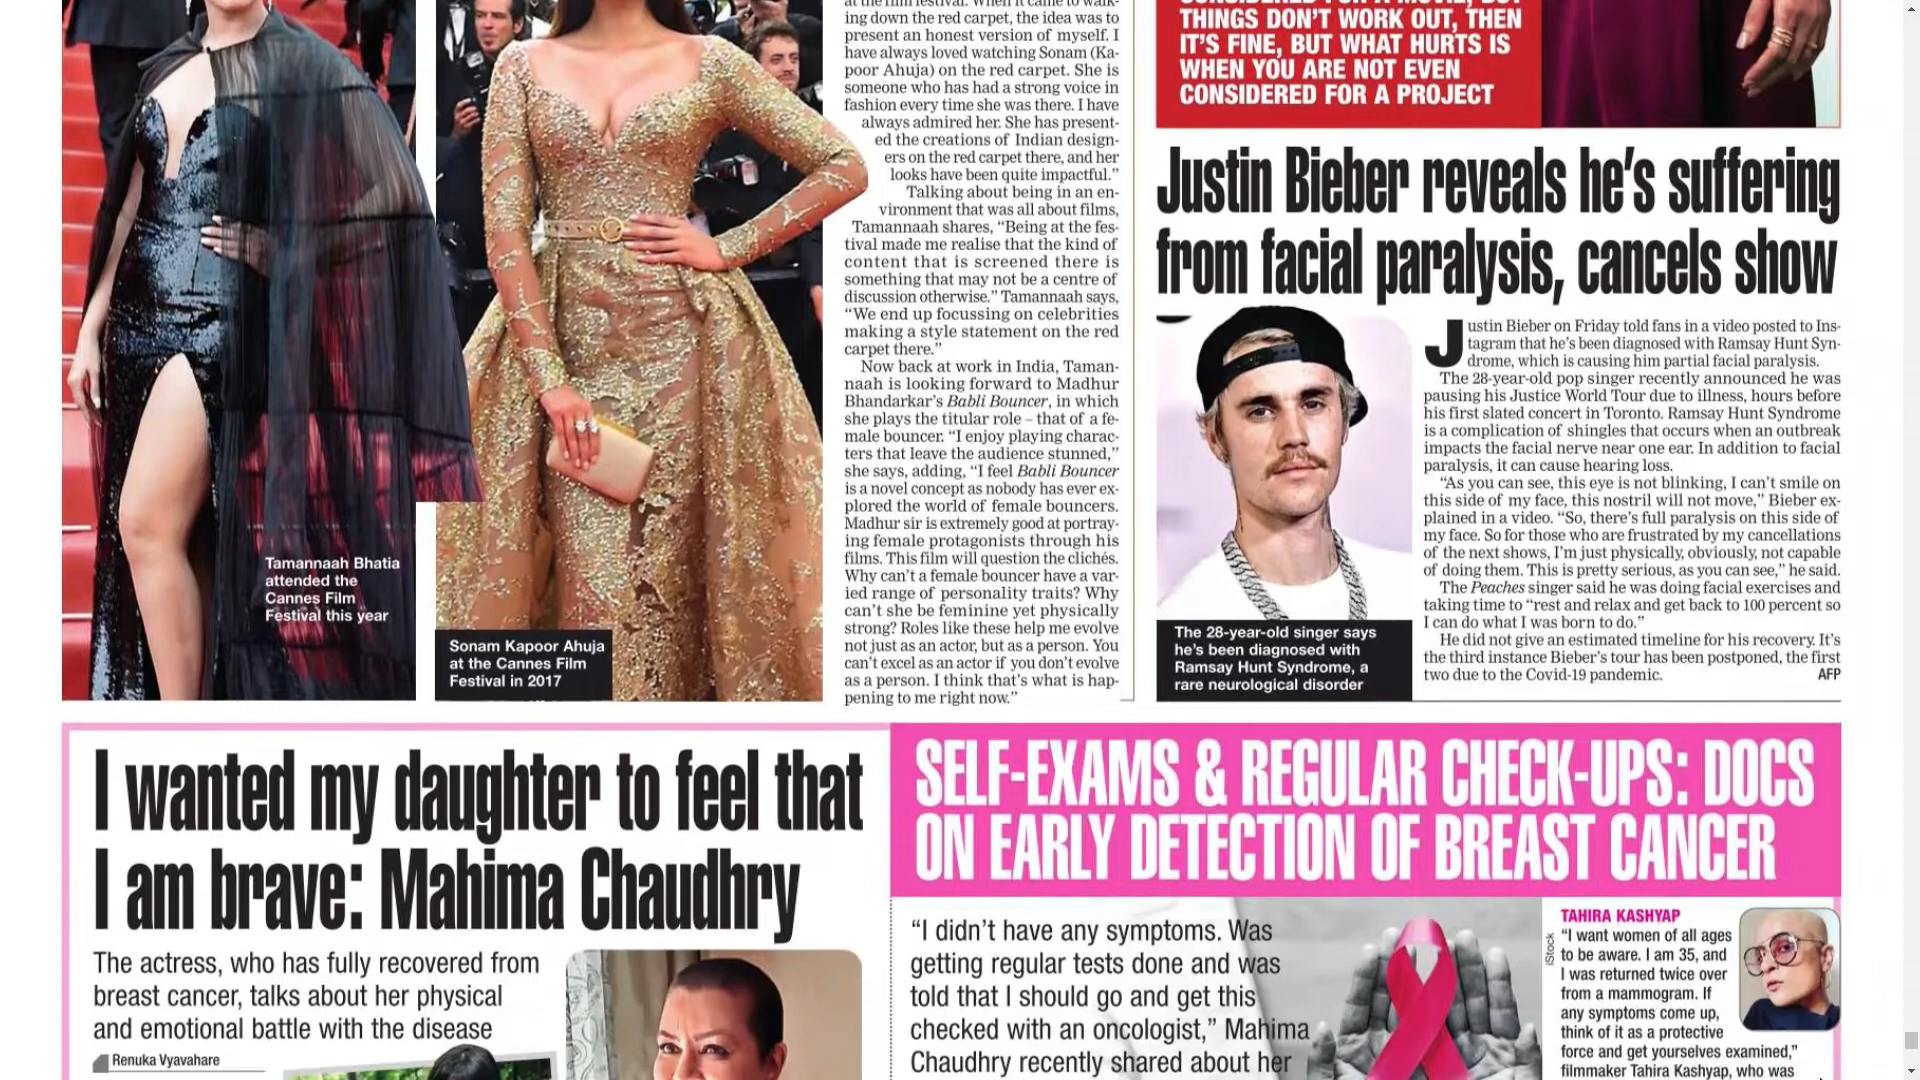 at the film festival. When it came to walk-
ing down the red carpet, the idea was to
present an honest version of myself. I
have always loved watching Sonam (Ka-
poor Ahuja) on the red carpet. She is
someone who has had a strong voice in
fashion every time she was there. I have
always admired her. She has present-
ed the creations of Indian design-
ers on the red carpet there, and her
looks have been quite impactful.”
Talking about being in an en-
vironment that was all about films,
Tamannaah shares, “Being at the fes-
tival made me realise that the kind of
content that is screened there is
something that may not be a centre of
discussion otherwise.” Tamannaah says,
“We end up focussing on celebrities
making a style statement on the red
carpet there.”
Now back at work in India, Taman-
naah is looking forward to Madhur
Bhandarkar’s Babli Bouncer, in which
she plays the titular role – that of a fe-
male bouncer. “I enjoy playing charac-
ters that leave the audience stunned,”
she says, adding, “I feel Babli Bouncer
is a novel concept as nobody has ever ex-
plored the world of female bouncers.
Madhur sir is extremely good at portray-
ing female protagonists through his
films. This film will question the clichés.
Why can’t a female bouncer have a var-
ied range of personality traits? Why
can’t she be feminine yet physically
strong? Roles like these help me evolve
not just as an actor, but as a person. You
can’t excel as an actor if you don’t evolve
as a person. I think that’s what is hap-
pening to me right now.”
Tamannaah Bhatia
attended the
Cannes Film
Festival this year
Sonam Kapoor Ahuja
at the Cannes Film
Festival in 2017
CONSIDERED FOR A MOVIE, BUT
THINGS DON’T WORK OUT, THEN
IT’S FINE, BUT WHAT HURTS IS
WHEN YOU ARE NOT EVEN
CONSIDERED FOR A PROJECT
Justin Bieber reveals he’s suffering
from facial paralysis, cancels show
Justin Bieber on Friday told fans in a video posted to Ins-
tagram that he’s been diagnosed with Ramsay Hunt Syn-
drome, which is causing him partial facial paralysis.
The 28-year-old pop singer recently announced he was
pausing his Justice World Tour due to illness, hours before
his first slated concert in Toronto. Ramsay Hunt Syndrome
is a complication of shingles that occurs when an outbreak
impacts the facial nerve near one ear. In addition to facial
paralysis, it can cause hearing loss.
“As you can see, this eye is not blinking, I can’t smile on
this side of my face, this nostril will not move,” Bieber ex-
plained in a video. “So, there’s full paralysis on this side of
my face. So for those who are frustrated by my cancellations
of the next shows, I’m just physically, obviously, not capable
of doing them. This is pretty serious, as you can see,” he said.
The Peaches singer said he was doing facial exercises and
taking time to “rest and relax and get back to 100 percent so
I can do what I was born to do.”
He did not give an estimated timeline for his recovery. It’s
the third instance Bieber’s tour has been postponed, the first
two due to the Covid-19 pandemic. AFP
The 28-year-old singer says
he’s been diagnosed with
Ramsay Hunt Syndrome, a
rare neurological disorder
I wanted my daughter to feel that
I am brave: Mahima Chaudhry
The actress, who has fully recovered from
breast cancer, talks about her physical
and emotional battle with the disease
Renuka Vyavahare
SELF-EXAMS & REGULAR CHECK-UPS: DOCS
ON EARLY DETECTION OF BREAST CANCER
“I didn’t have any symptoms. Was
getting regular tests done and was
told that I should go and get this
checked with an oncologist,” Mahima
Chaudhry recently shared about her
iStock
TAHIRA KASHYAP
“I want women of all ages
to be aware. I am 35, and
I was returned twice over
from a mammogram. If
any symptoms come up,
think of it as a protective
force and get yourselves examined,”
filmmaker Tahira Kashyap, who was